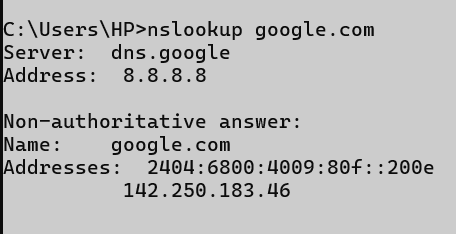 C:\Users\HP>nslookup google.com
Server:  dns.google
Address:  8.8.8.8

Non-authoritative answer:
Name:    google.com
Addresses:  2404:6800:4009:80f::200e
          142.250.183.46